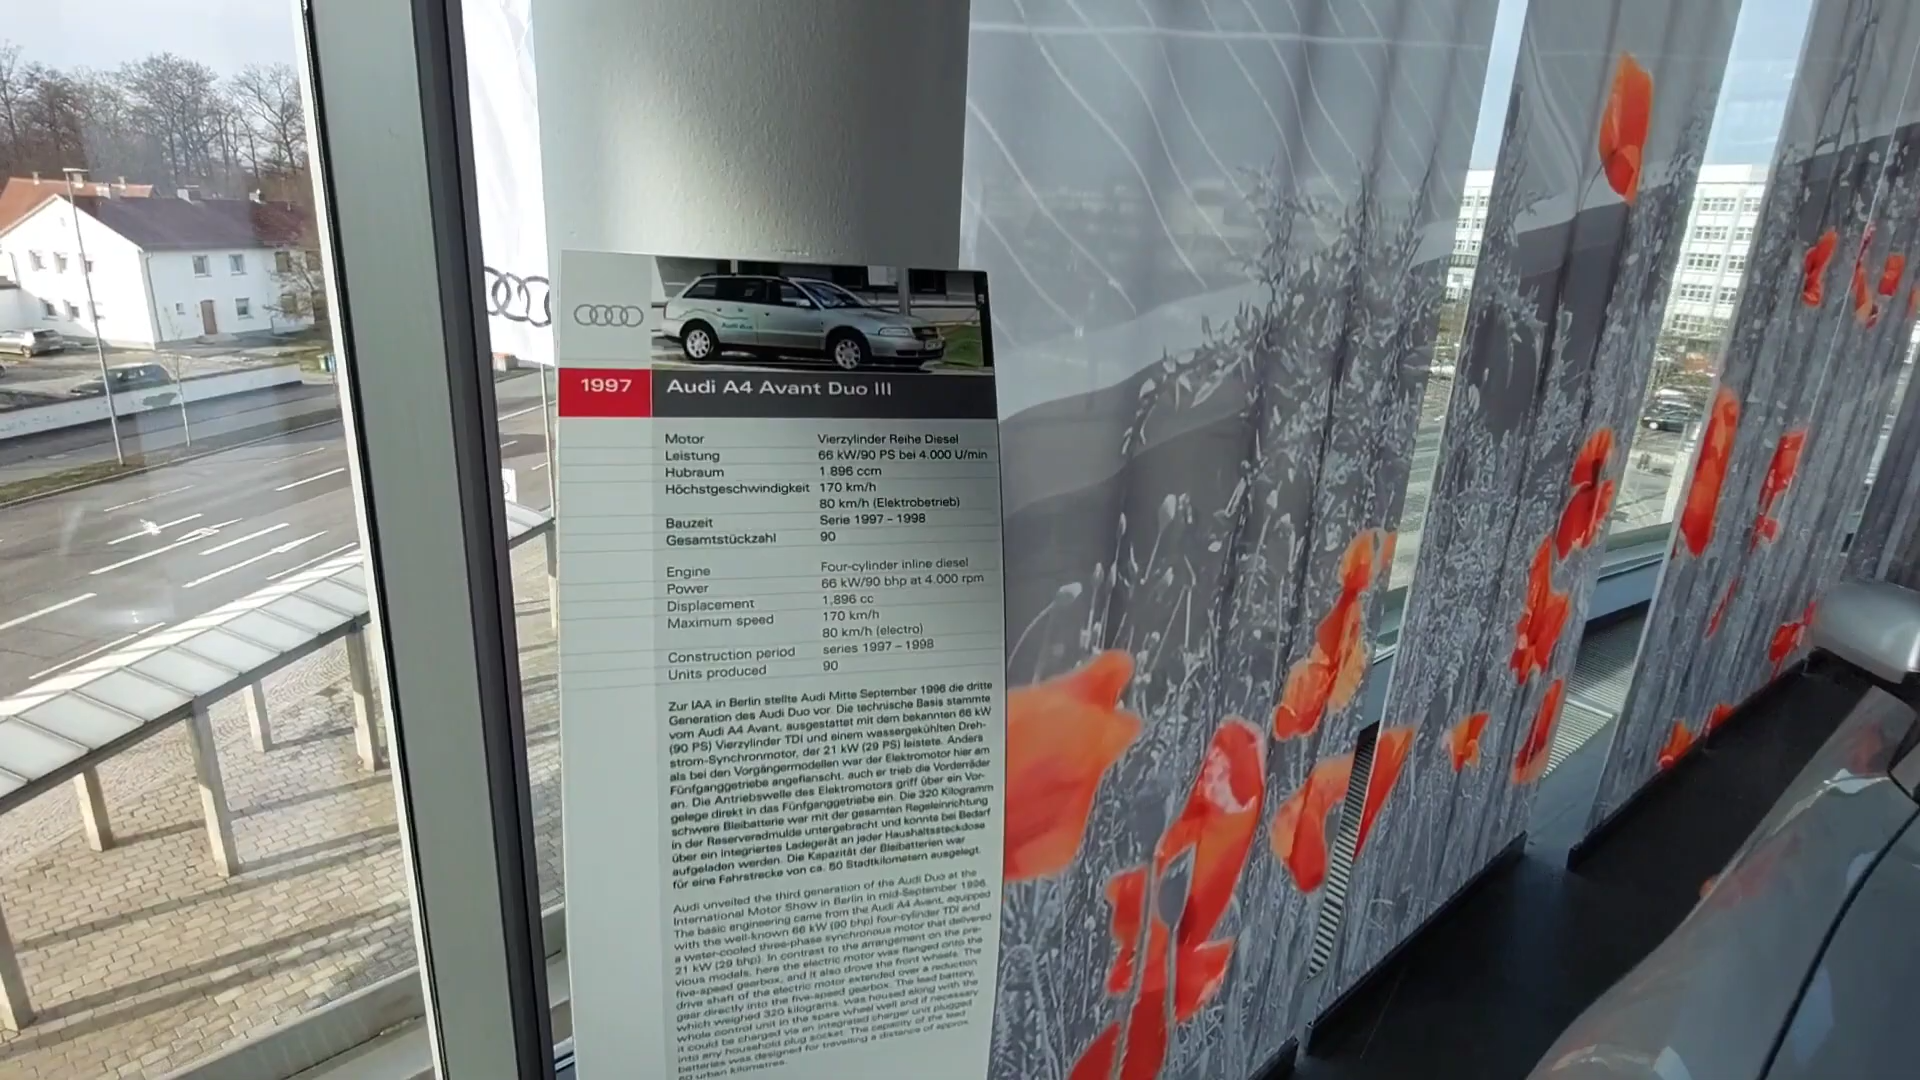 1997
Audi A4 Avant Duo III
Motor Vierzylinder Reihe Diesel
Leistung 66 kW/90 PS bei 4.000 U/min
Hubraum 1.896 ccm
Höchstgeschwindigkeit 170 km/h
80 km/h (Elektrobetrieb)
Bauzeit Serie 1997 – 1998
Gesamtstückzahl 90
Engine Four-cylinder inline diesel
Power 66 kW/90 bhp at 4.000 rpm
Displacement 1,896 cc
Maximum speed 170 km/h
80 km/h (electro)
Construction period series 1997 – 1998
Units produced 90
Zur IAA in Berlin stellte Audi Mitte September 1996 die dritte
Generation des Audi Duo vor. Die technische Basis stammte
vom Audi A4 Avant, ausgestattet mit dem bekannten 66 kW
(90 PS) Vierzylinder TDI und einem wassergekühlten Dreh-
strom-Synchronmotor, der 21 kW (29 PS) leistete. Anders
als bei den Vorgängermodellen war der Elektromotor hier am
Fünfganggetriebe angeflanscht, auch er trieb die Vorderräder
an. Die Antriebswelle des Elektromotors griff über ein Vor-
gelege direkt in das Fünfganggetriebe ein. Die 320 Kilogramm
schwere Bleibatterie war mit der gesamten Regeleinrichtung
in der Reserveradmulde untergebracht und konnte bei Bedarf
über ein integriertes Ladegerät an jeder Haushaltssteckdose
aufgeladen werden. Die Kapazität der Bleibatterien war
für eine Fahrstrecke von ca. 50 Stadtkilometern ausgelegt.
Audi unveiled the third generation of the Audi Duo at the
International Motor Show in Berlin in mid-September 1996.
The basic engineering came from the Audi A4 Avant, equipped
with the well-known 66 kW (90 bhp) four-cylinder TDI and
a water-cooled three-phase synchronous motor that delivered
21 kW (29 bhp). In contrast to the arrangement on the pre-
vious models, here the electric motor was flanged onto the
five-speed gearbox, and it also drove the front wheels. The
drive shaft of the electric motor extended over a reduction
gear directly into the five-speed gearbox. The lead battery,
which weighed 320 kilograms, was housed along with the
whole control unit in the spare wheel well and if necessary
it could be charged via an integrated charger unit plugged
into any household plug socket. The capacity of the lead
batteries was designed for travelling a distance of approx.
50 urban kilometres.